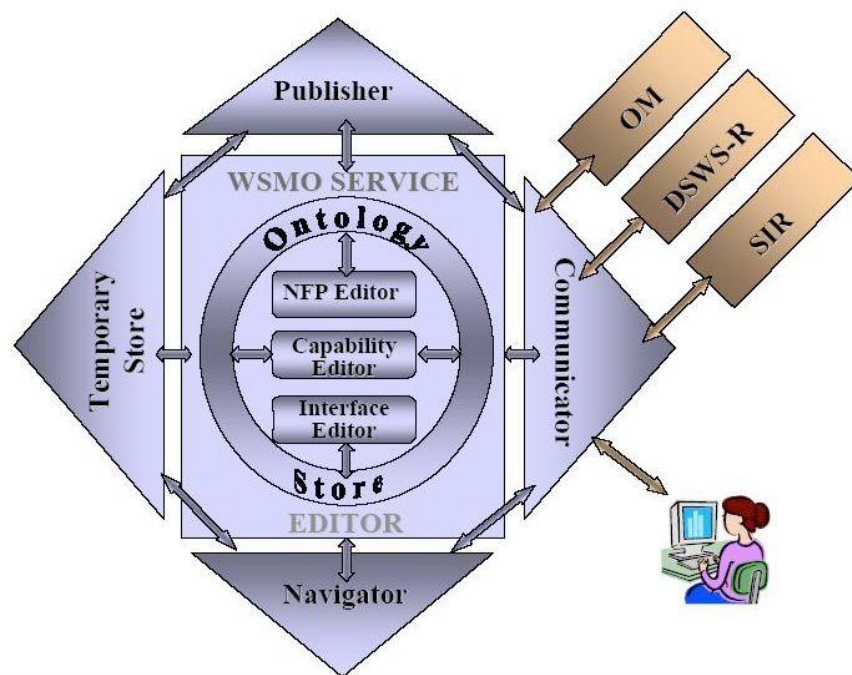 Publisher
OM
DSWS-R
SIR
WSMO SERVICE
Ontology
NFP Editor
Capability
Editor
Interface
Editor
Store
EDITOR
Temporary
Store
Communicator
Navigator